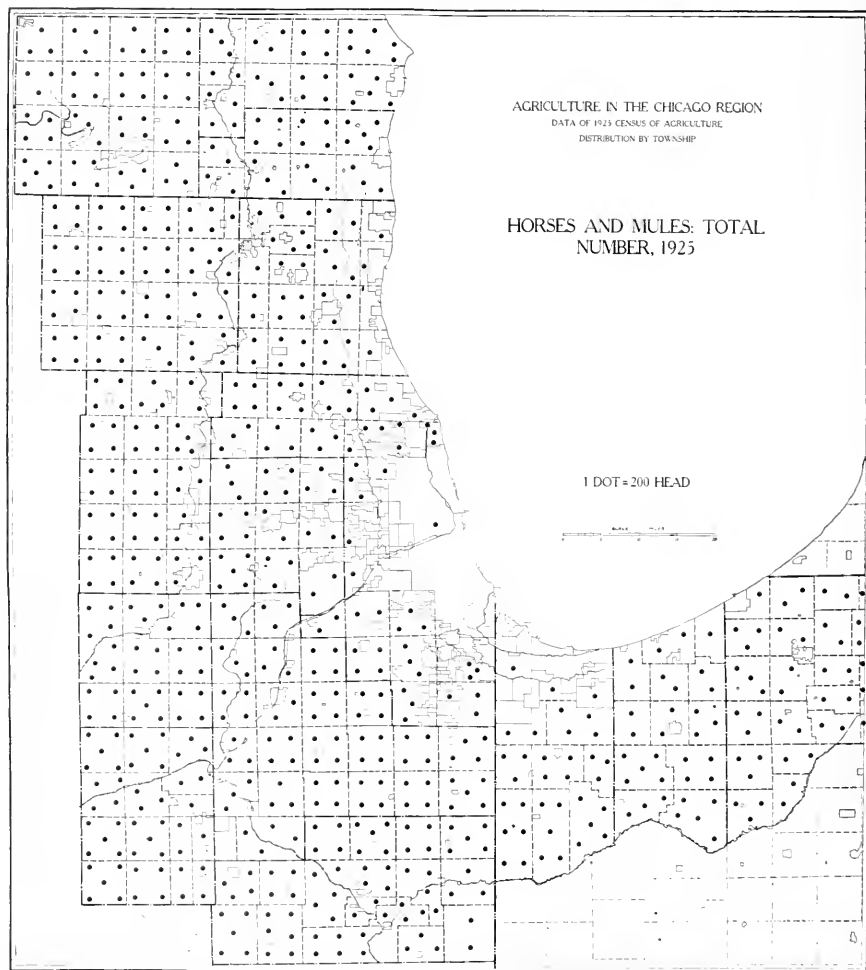 AGRICULTURE IN THE CHICAGO REGION
DATA OF 1925 CENSUS OF AGRICULTURE
DISTRIBUTION BY TOWNSHIP
HORSES AND MULES: TOTAL
NUMBER, 1925
1 DOT = 200 HEAD
SCALE